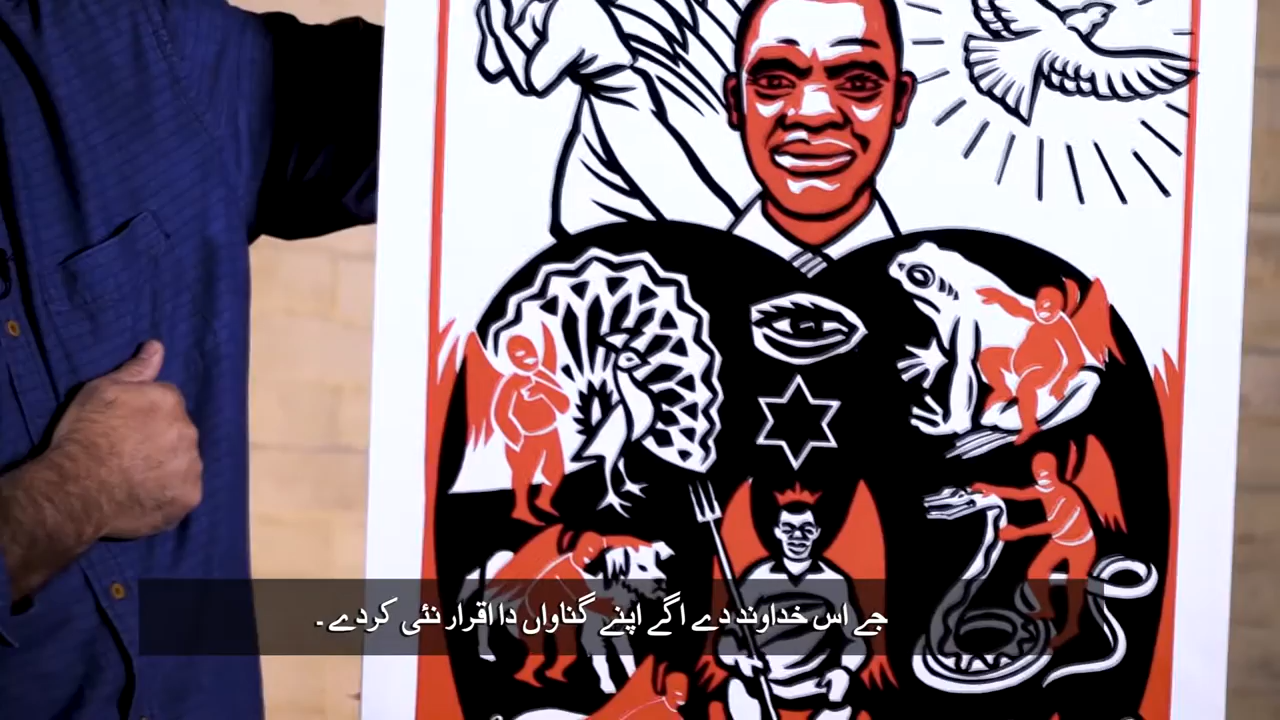 جے اس خداوند دے اگے اپنے گناواں دا اقرار نئی کردے۔